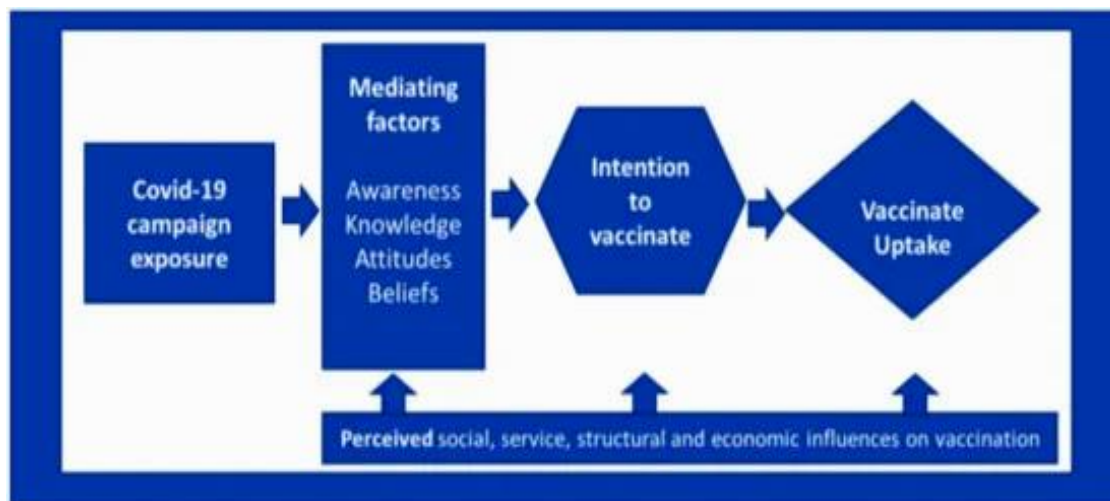 Covid-19
campaign
exposure
Mediating
factors
Awareness
Knowledge
Attitudes
Beliefs
Intention
to
vaccinate
Vaccinate
Uptake
Perceived social, service, structural and economic influences on vaccination